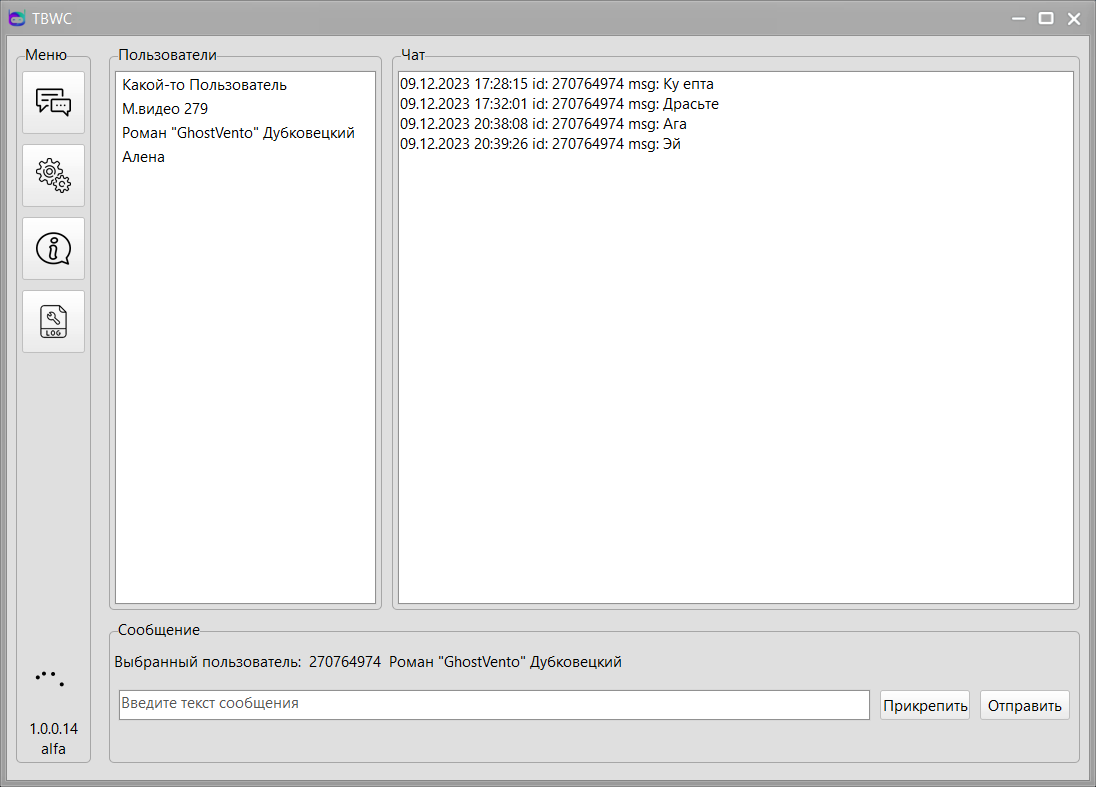 TBWC
Меню
Пользователи
Чат
Какой-то Пользователь
М.видео 279
Роман "GhostVento" Дубковецкий
Алена
09.12.2023 17:28:15 id: 270764974 msg: Ку епта
09.12.2023 17:32:01 id: 270764974 msg: Драсьте
09.12.2023 20:38:08 id: 270764974 msg: Ага
09.12.2023 20:39:26 id: 270764974 msg: Эй
LOG
Сообщение
Выбранный пользователь: 270764974 Роман "GhostVento" Дубковецкий
Введите текст сообщения
Прикрепить
Отправить
1.0.0.14
alfa